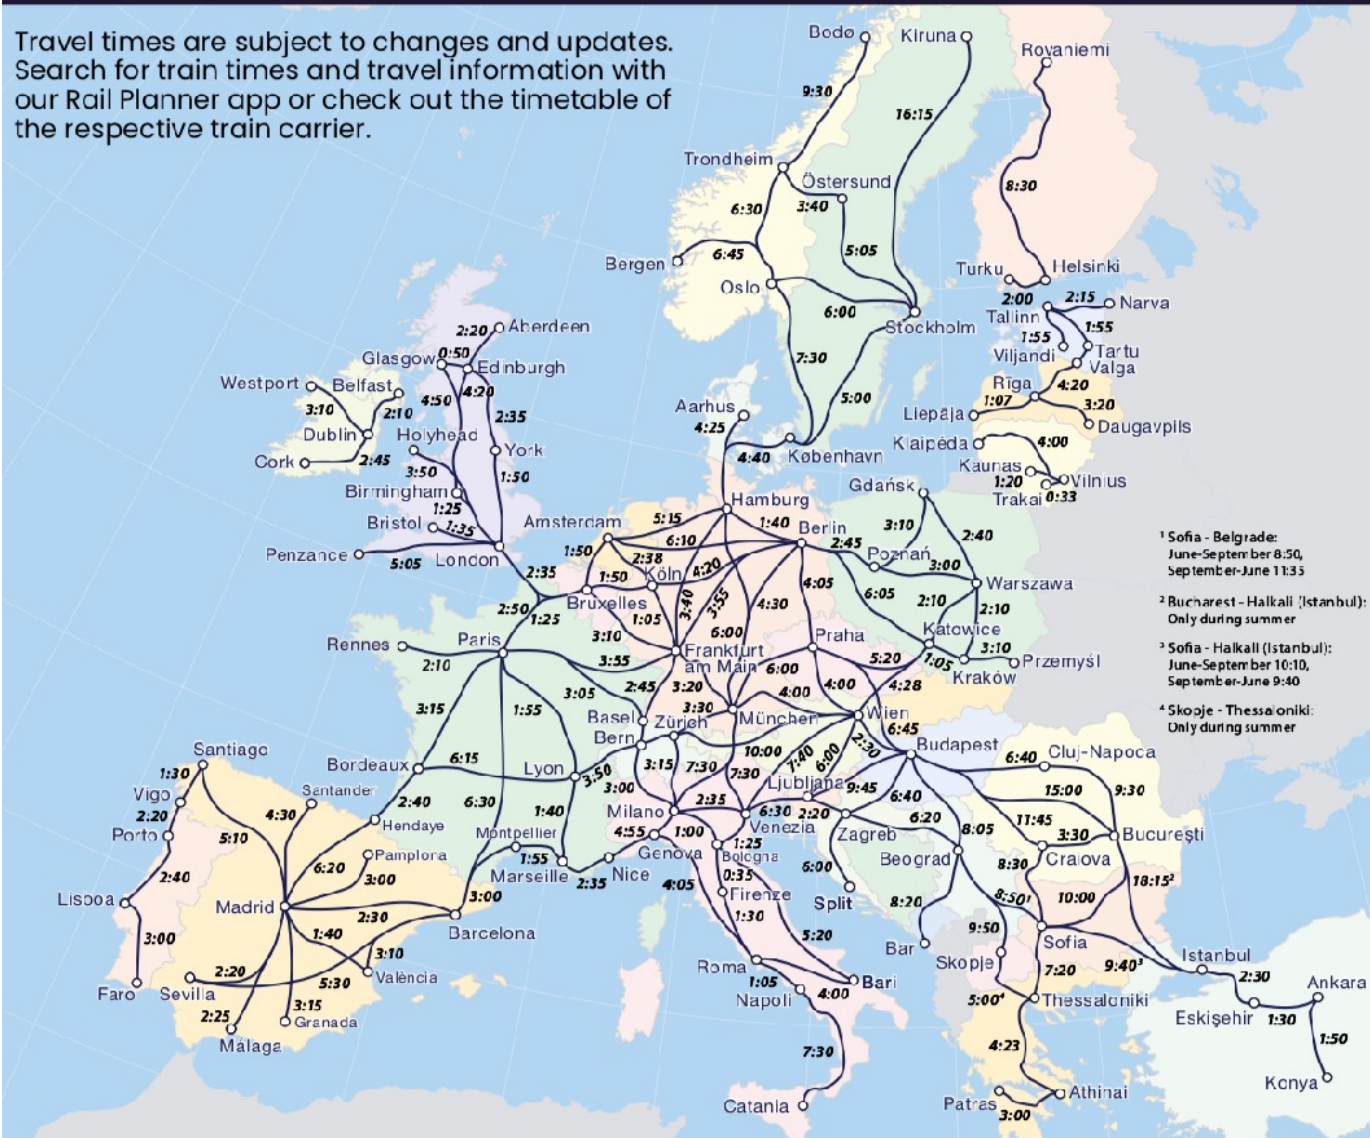 Travel times are subject to changes and updates.
Search for train times and travel information with
our Rail Planner app or check out the timetable of
the respective train carrier.
Bodø
Kiruna
Rovaniemi
9:30
16:15
Trondheim
Östersund
8:30
6:30
3:40
5:05
Bergen
6:45
Oslo
Turku
Helsinki
6:00
Stockholm
2:00
2:15
Narva
Tallinn
1:55
1:55
Viljandi
Tartu
Valga
7:30
5:00
Rīga
4:20
1:07
3:20
Liepāja
Daugavpils
Klaipėda
4:00
Kaunas
1:20
Vilnius
Trakai
0:33
2:20
Aberdeen
Glasgow
0:50
Edinburgh
Westport
Belfast
4:50
4:20
3:10
2:10
2:35
Dublin
Holyhead
York
Cork
2:45
3:50
1:50
Birmingham
1:25
Bristol
1:35
Penzance
5:05
London
Aarhus
4:25
4:40
København
Hamburg
Gdańsk
Amsterdam
5:15
1:40
Berlin
3:10
2:40
6:10
2:45
Poznań
1:50
2:38
3:00
Warszawa
2:35
1:50
Köln
4:20
4:05
6:05
2:10
2:10
Bruxelles
2:50
1:25
1:05
3:40
3:55
4:30
3:10
6:00
Praha
Katowice
3:10
Rennes
Paris
Frankfurt
am Main
5:20
1:05
Przemyśl
Kraków
2:10
3:55
6:00
4:00
4:28
3:05
2:45
3:20
4:00
3:15
1:55
3:30
Basel
Zürich
München
Wien
6:45
Bern
10:00
7:40
6:00
2:30
Budapest
Cluj-Napoca
6:40
Santiago
Bordeaux
6:15
Lyon
3:50
3:15
7:30
7:30
Ljubljana
9:45
6:40
15:00
9:30
1:30
Santander
2:40
3:00
Vigo
2:20
4:30
6:30
1:40
Milano
2:35
6:30
2:20
6:20
11:45
3:30
Porto
5:10
Hendaye
Montpellier
4:55
1:00
Venezia
Zagreb
8:05
Bucureşti
Genova
1:25
Bologna
Beograd
8:30
Craiova
6:20
Pamplona
1:55
Marseille
2:35
Nice
0:35
Firenze
6:00
2:40
3:00
3:00
4:05
1:30
8:20
8:50¹
10:00
18:15²
Lisboa
Madrid
2:30
Split
1:40
Barcelona
5:20
9:50
3:00
3:10
Bar
Sofia
València
Roma
Skopje
Istanbul
Faro
Sevilla
2:20
5:30
1:05
Bari
7:20
9:40³
2:30
Ankara
Napoli
4:00
5:00⁴
Thessaloniki
Eskişehir
1:30
2:25
3:15
Granada
Málaga
7:30
4:23
1:50
Konya
Catania
Athinai
Patras
3:00
¹ Sofia - Belgrade:
June-September 8:50,
September-June 11:35
² Bucharest - Halkali (Istanbul):
Only during summer
³ Sofia - Halkali (Istanbul):
June-September 10:10,
September-June 9:40
⁴ Skopje - Thessaloniki:
Only during summer